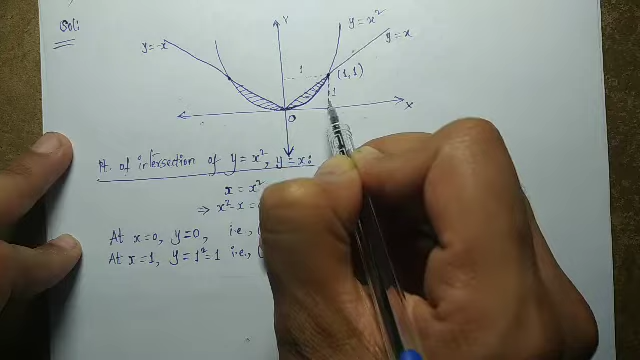 Sol:
Y
y = x²
y = -x
y = x
1
(1,1)
1
X
O
Pt. of intersection of y = x², y = x:
x = x²
⇒ x² - x =
At x=0, y=0, i.e., (
At x=1, y = 1² = 1 i.e., (